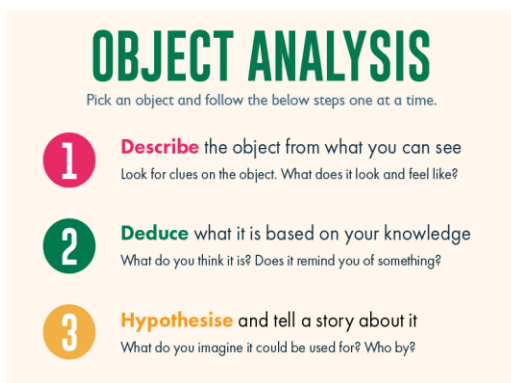 OBJECT ANALYSIS
Pick an object and follow the below steps one at a time.
1
Describe the object from what you can see
Look for clues on the object. What does it look and feel like?
2
Deduce what it is based on your knowledge
What do you think it is? Does it remind you of something?
3
Hypothesise and tell a story about it
What do you imagine it could be used for? Who by?